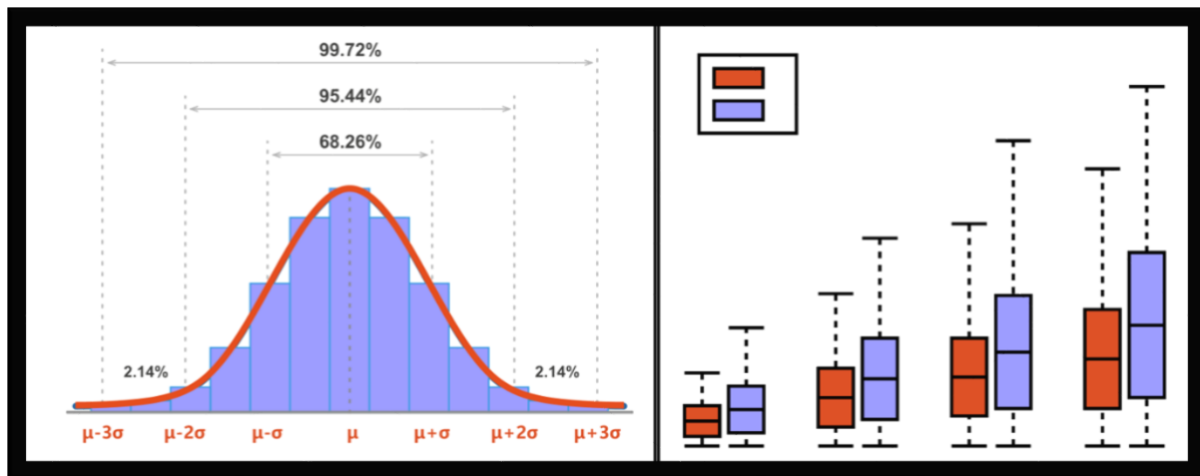 99.72%
95.44%
68.26%
2.14% 2.14%
μ-3σ μ-2σ μ-σ μ μ+σ μ+2σ μ+3σ